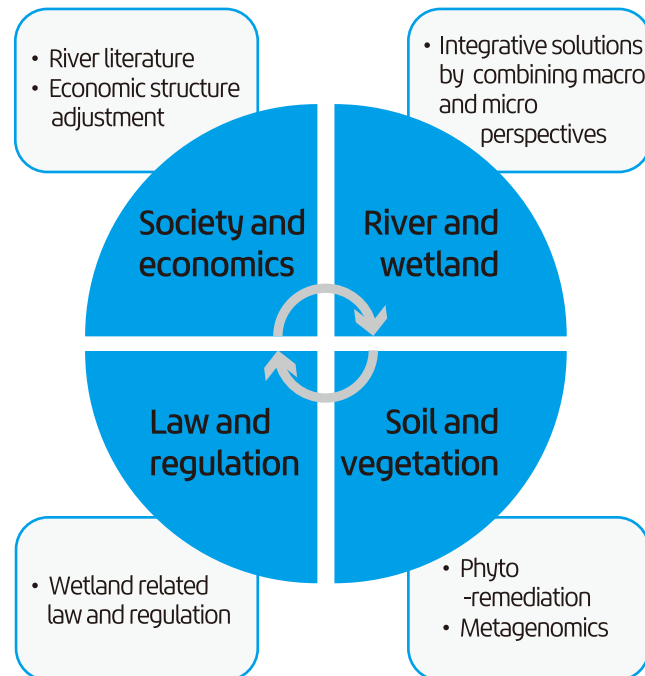 • River literature
• Economic structure
adjustment
• Integrative solutions
by combining macro
and micro
perspectives
Society and
economics
River and
wetland
Law and
regulation
Soil and
vegetation
• Wetland related
law and regulation
• Phyto
-remediation
• Metagenomics